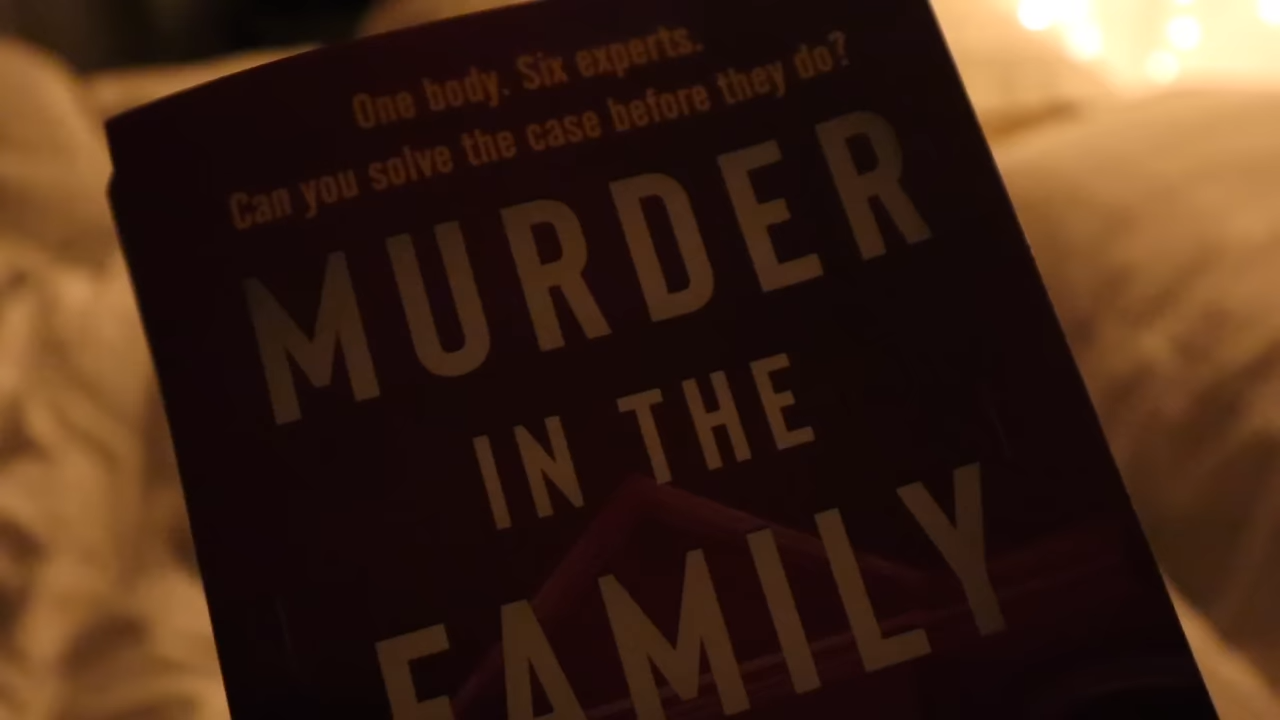 One body. Six experts.
Can you solve the case before they do?
MURDER
IN THE
FAMILY